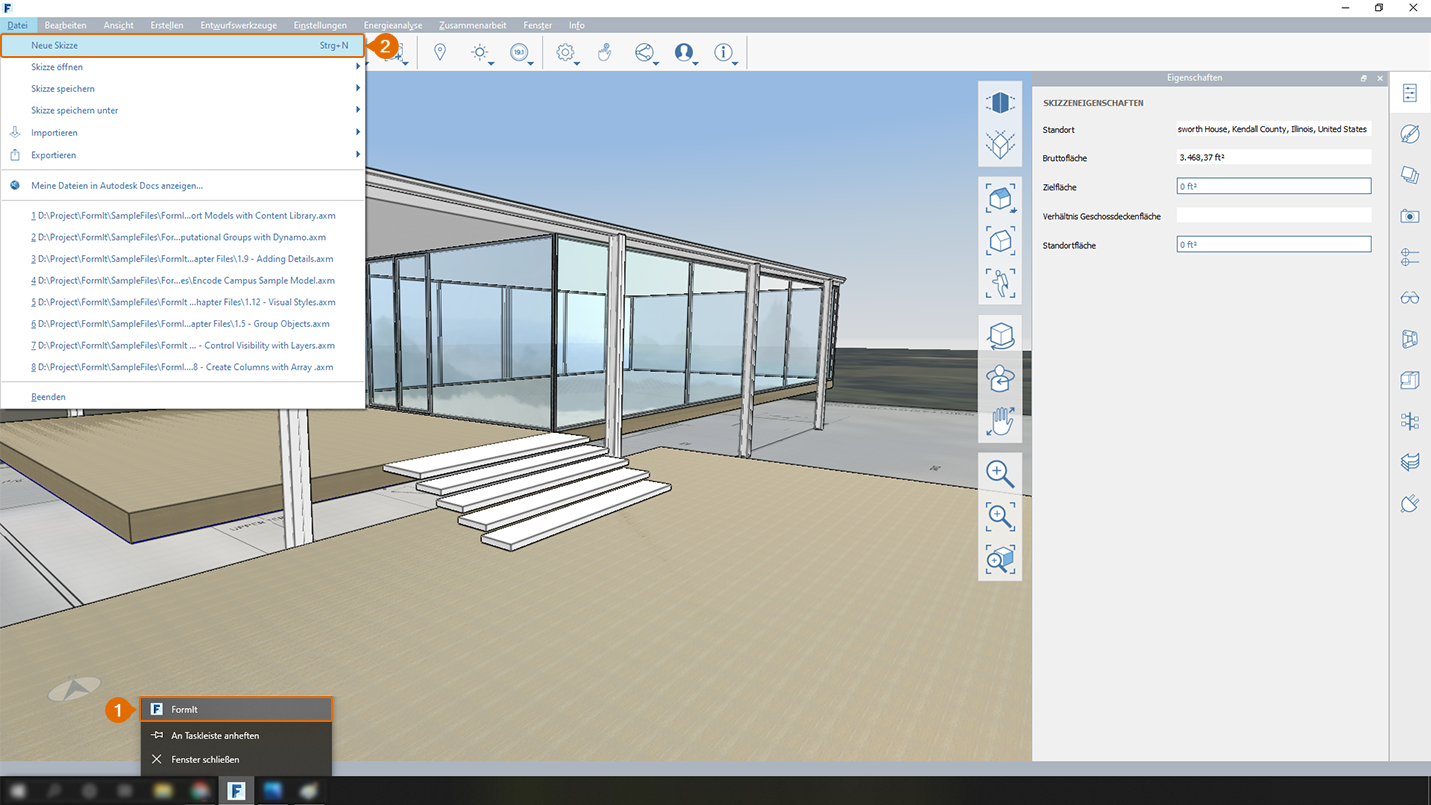 F
Datei Bearbeiten Ansicht Erstellen Entwurfswerkzeuge Einstellungen Energieanalyse Zusammenarbeit Fenster Info
Neue Skizze Strg+N
2
Skizze öffnen
Skizze speichern
Skizze speichern unter
Importieren
Exportieren
Meine Dateien in Autodesk Docs anzeigen...
1 D:\Project\FormIt\SampleFiles\FormI...ort Models with Content Library.axm
2 D:\Project\FormIt\SampleFiles\For...putational Groups with Dynamo.axm
3 D:\Project\FormIt\SampleFiles\FormIt...apter Files\1.9 - Adding Details.axm
4 D:\Project\FormIt\SampleFiles\For...es\Encode Campus Sample Model.axm
5 D:\Project\FormIt\SampleFiles\FormIt ...hapter Files\1.12 - Visual Styles.axm
6 D:\Project\FormIt\SampleFiles\FormI...apter Files\1.5 - Group Objects.axm
7 D:\Project\FormIt\SampleFiles\FormIt ... - Control Visibility with Layers.axm
8 D:\Project\FormIt\SampleFiles\FormI....8 - Create Columns with Array .axm
Beenden
19.1
Eigenschaften
SKIZZENEIGENSCHAFTEN
Standort sworth House, Kendall County, Illinois, United States
Bruttofläche 3.468,37 ft²
Zielfläche 0 ft²
Verhältnis Geschossdeckenfläche
Standortfläche 0 ft²
UPPER
1
F FormIt
An Taskleiste anheften
Fenster schließen
F